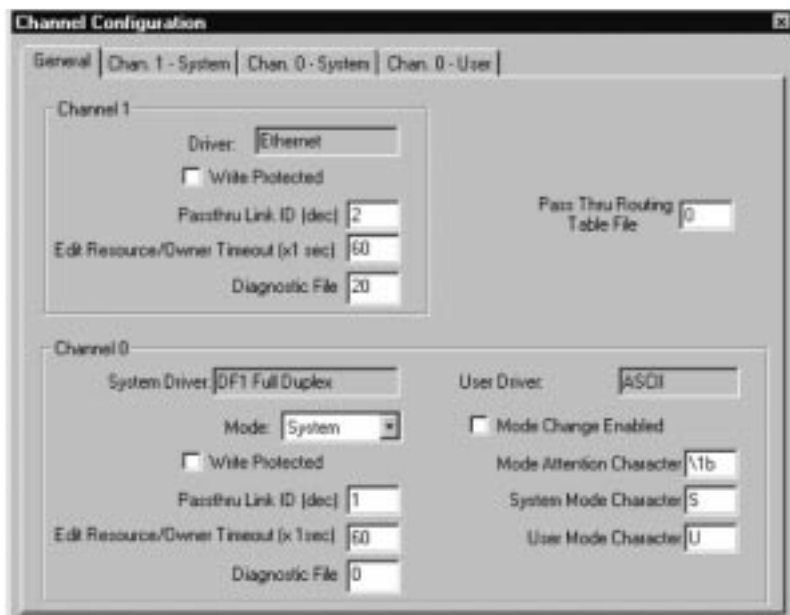 Channel Configuration
General
Chan. 1 - System
Chan. 0 - System
Chan. 0 - User
Channel 1
Driver: Ethernet
Write Protected
Passthru Link ID (dec) 2
Edit Resource/Owner Timeout (x1 sec) 60
Diagnostic File 20
Pass Thru Routing
Table File 0
Channel 0
System Driver: DF1 Full Duplex
Mode: System
Write Protected
Passthru Link ID (dec) 1
Edit Resource/Owner Timeout (x 1sec) 60
Diagnostic File 0
User Driver: ASCII
Mode Change Enabled
Mode Attention Character \1b
System Mode Character S
User Mode Character U